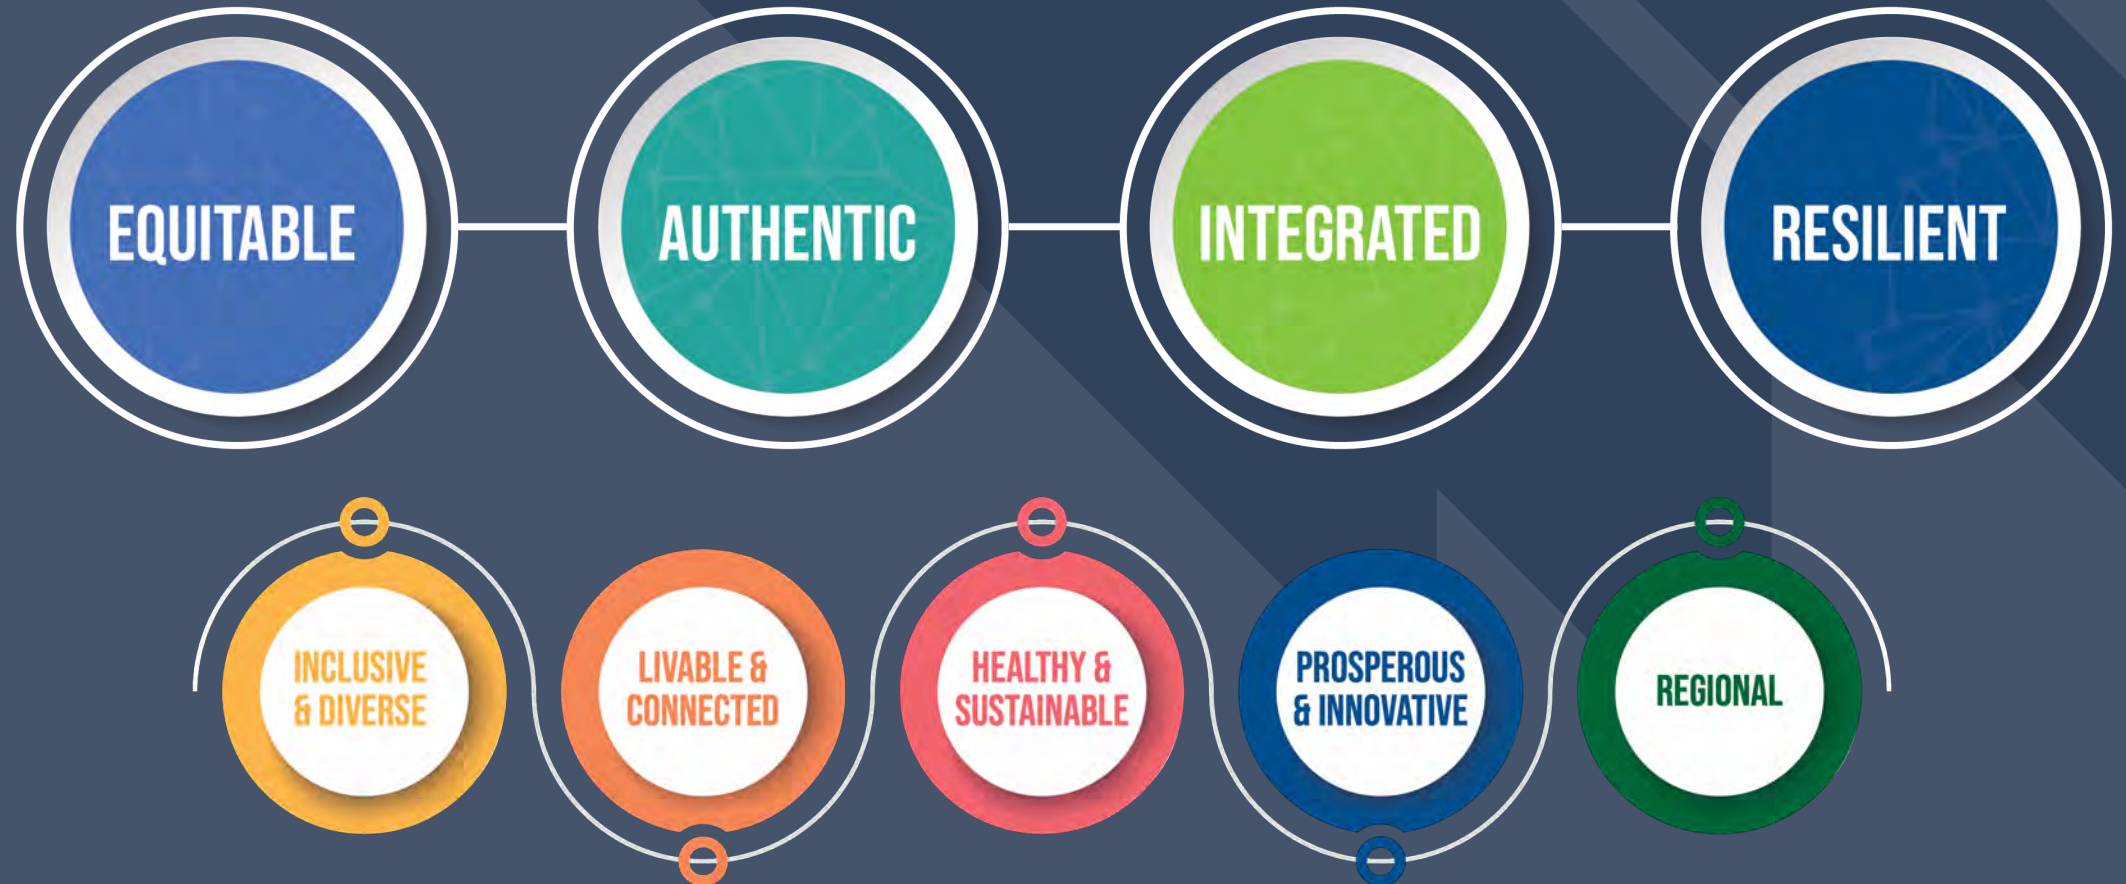 EQUITABLE
AUTHENTIC
INTEGRATED
RESILIENT
INCLUSIVE
& DIVERSE
LIVABLE &
CONNECTED
HEALTHY &
SUSTAINABLE
PROSPEROUS
& INNOVATIVE
REGIONAL